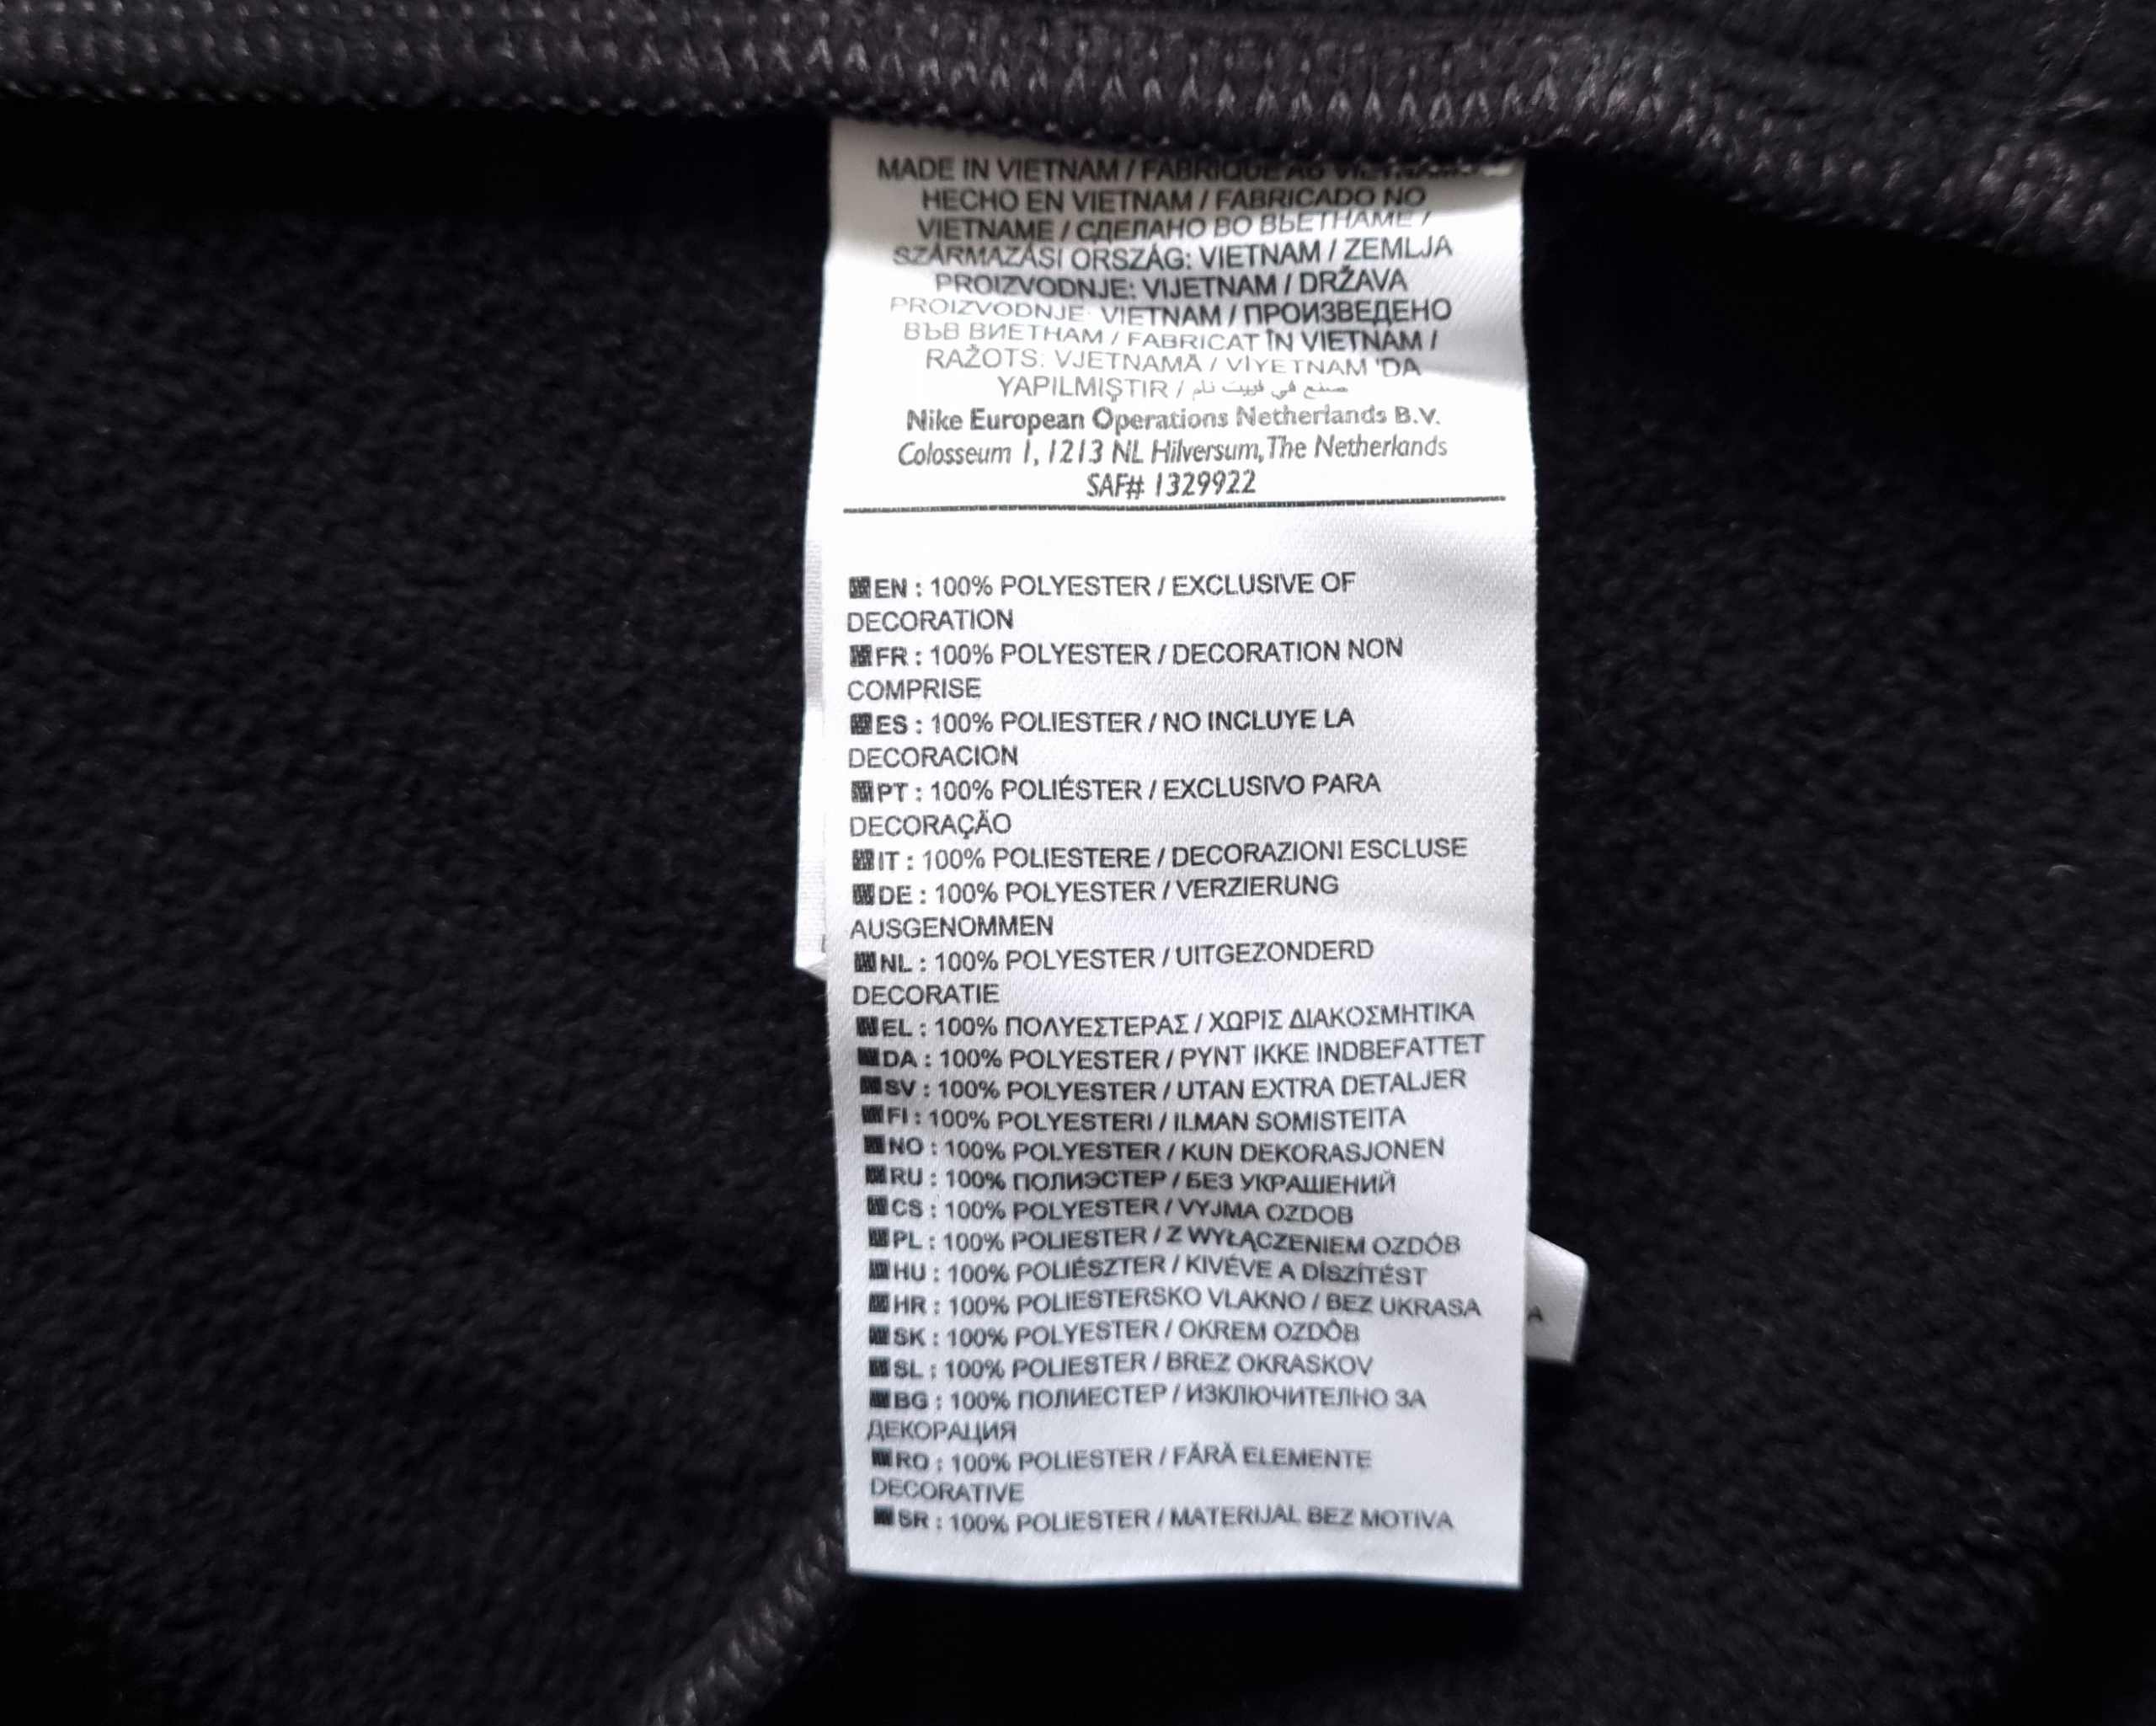 MADE IN VIETNAM / FABRIQUE AU VIETNAM /
HECHO EN VIETNAM / FABRICADO NO
VIETNAME / СДЕЛАНО ВО ВЬЕТНАМЕ /
SZÁRMAZÁSI ORSZÁG: VIETNAM / ZEMLJA
PROIZVODNJE: VIJETNAM / DRŽAVA
PROIZVODNJE: VIETNAM / ПРОИЗВЕДЕНО
ВЪВ ВИЕТНАМ / FABRICAT ÎN VIETNAM /
RAŽOTS: VJETNAMĀ / VİYETNAM 'DA
YAPILMIŞTIR / صنع في فييت نام
Nike European Operations Netherlands B.V.
Colosseum 1, 1213 NL Hilversum, The Netherlands
SAF# 1329922
EN : 100% POLYESTER / EXCLUSIVE OF
DECORATION
FR : 100% POLYESTER / DECORATION NON
COMPRISE
ES : 100% POLIESTER / NO INCLUYE LA
DECORACION
PT : 100% POLIÉSTER / EXCLUSIVO PARA
DECORAÇÃO
IT : 100% POLIESTERE / DECORAZIONI ESCLUSE
DE : 100% POLYESTER / VERZIERUNG
AUSGENOMMEN
NL : 100% POLYESTER / UITGEZONDERD
DECORATIE
EL : 100% ΠΟΛΥΕΣΤΕΡΑΣ / ΧΩΡΙΣ ΔΙΑΚΟΣΜΗΤΙΚΑ
DA : 100% POLYESTER / PYNT IKKE INDBEFATTET
SV : 100% POLYESTER / UTAN EXTRA DETALJER
FI : 100% POLYESTERI / ILMAN SOMISTEITA
NO : 100% POLYESTER / KUN DEKORASJONEN
RU : 100% ПОЛИЭСТЕР / БЕЗ УКРАШЕНИЙ
CS : 100% POLYESTER / VYJMA OZDOB
PL : 100% POLIESTER / Z WYŁĄCZENIEM OZDÓB
HU : 100% POLIÉSZTER / KIVÉVE A DÍSZÍTÉST
HR : 100% POLIESTERSKO VLAKNO / BEZ UKRASA
SK : 100% POLYESTER / OKREM OZDÔB
SL : 100% POLIESTER / BREZ OKRASKOV
BG : 100% ПОЛИЕСТЕР / ИЗКЛЮЧИТЕЛНО ЗА
ДЕКОРАЦИЯ
RO : 100% POLIESTER / FĂRĂ ELEMENTE
DECORATIVE
SR : 100% POLIESTER / MATERIJAL BEZ MOTIVA
A